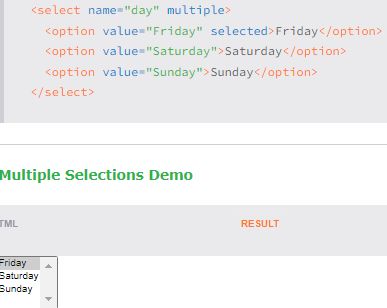 <select name="day" multiple>
<option value="Friday" selected>Friday</option>
<option value="Saturday">Saturday</option>
<option value="Sunday">Sunday</option>
</select>
Multiple Selections Demo
TML RESULT
Friday
Saturday
Sunday